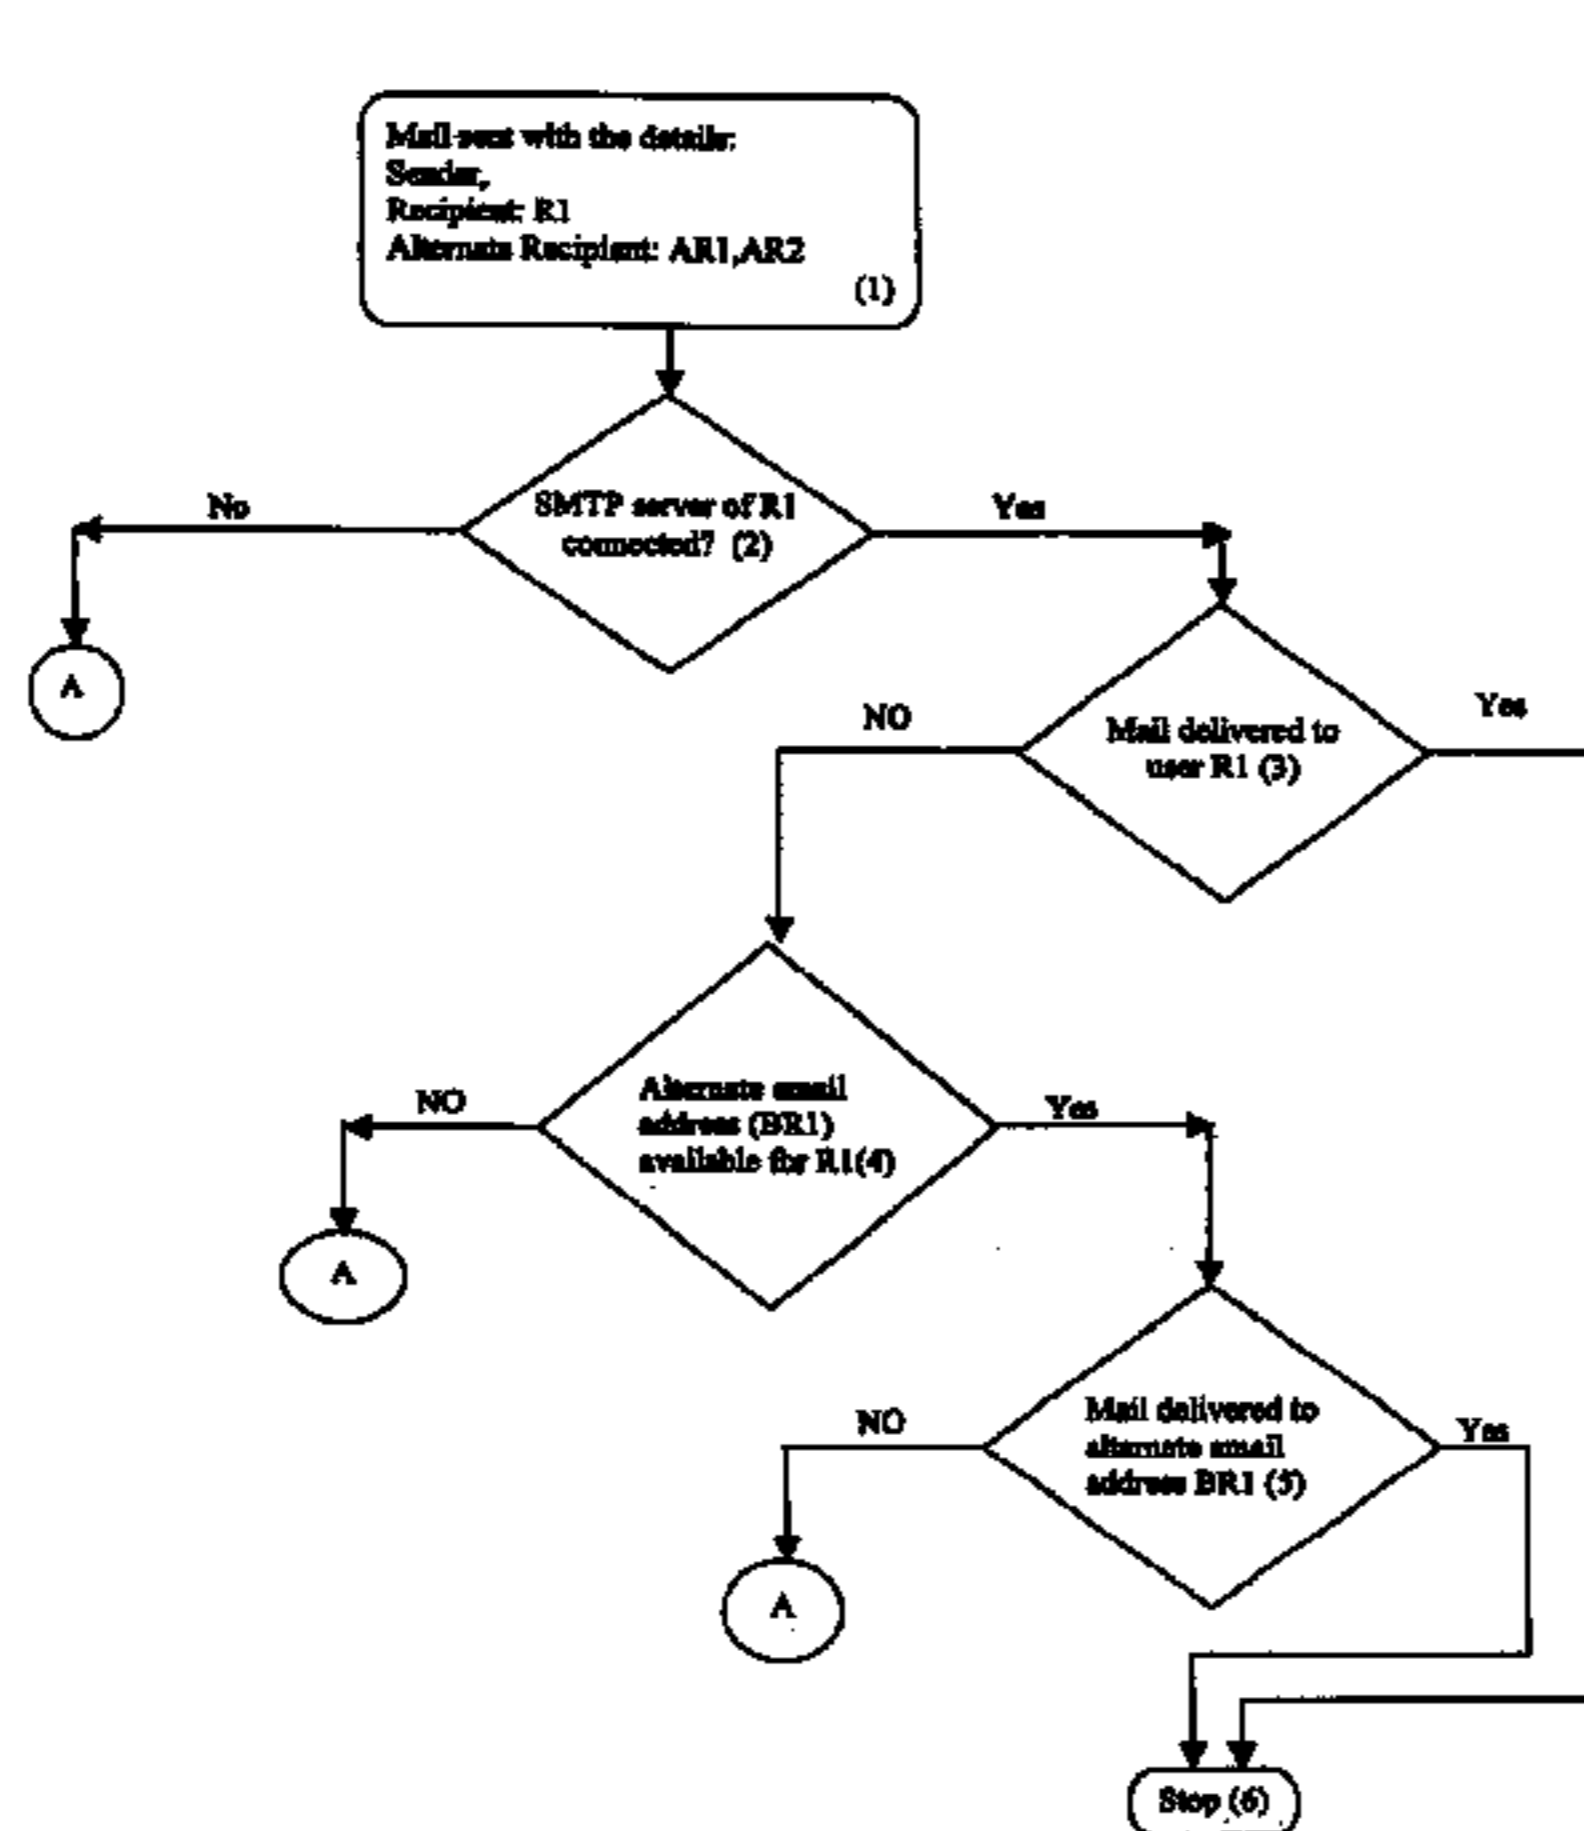 Mail sent with the details:
Sender,
Recipient: R1
Alternate Recipient: AR1,AR2
(1)
SMTP server of R1
connected? (2)
No
Yes
A
Mail delivered to
user R1 (3)
NO
Yes
Alternate email
address (BR1)
available for R1(4)
NO
Yes
A
Mail delivered to
alternate email
address BR1 (5)
NO
Yes
A
Stop (6)